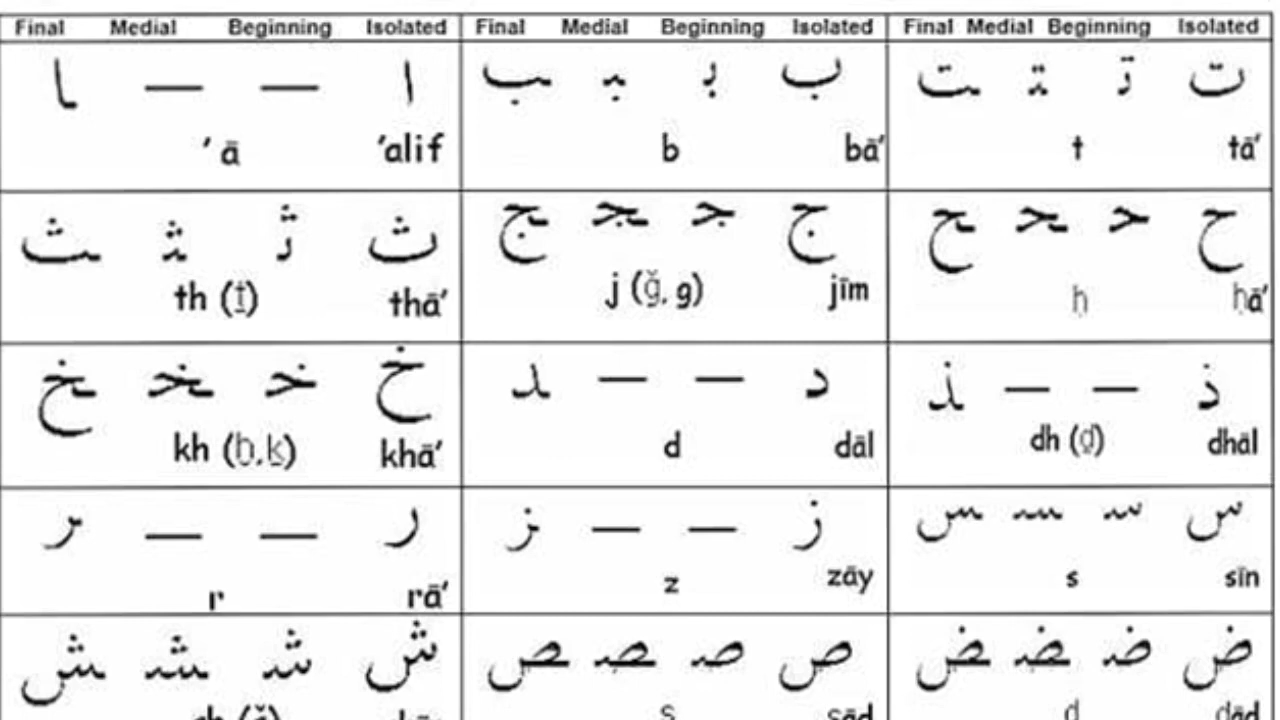 Final Medial Beginning Isolated Final Medial Beginning Isolated Final Medial Beginning Isolated
ـا — — ا ـب ـبـ بـ ب ـت ـتـ تـ ت
’ā ’alif b bā’ t tā’
ـث ـثـ ثـ ث ـج ـجـ جـ ج ـح ـحـ حـ ح
th (ṯ) thā’ j (ǧ, g) jīm ḥ ḥā’
ـخ ـخـ خـ خ ـد — — د ـذ — — ذ
kh (ḫ,ḵ) khā’ d dāl dh (ḏ) dhāl
ـر — — ر ـز — — ز ـس ـسـ سـ س
r rā’ z zāy s sīn
ـش ـشـ شـ ش ـص ـصـ صـ ص ـض ـضـ ضـ ض